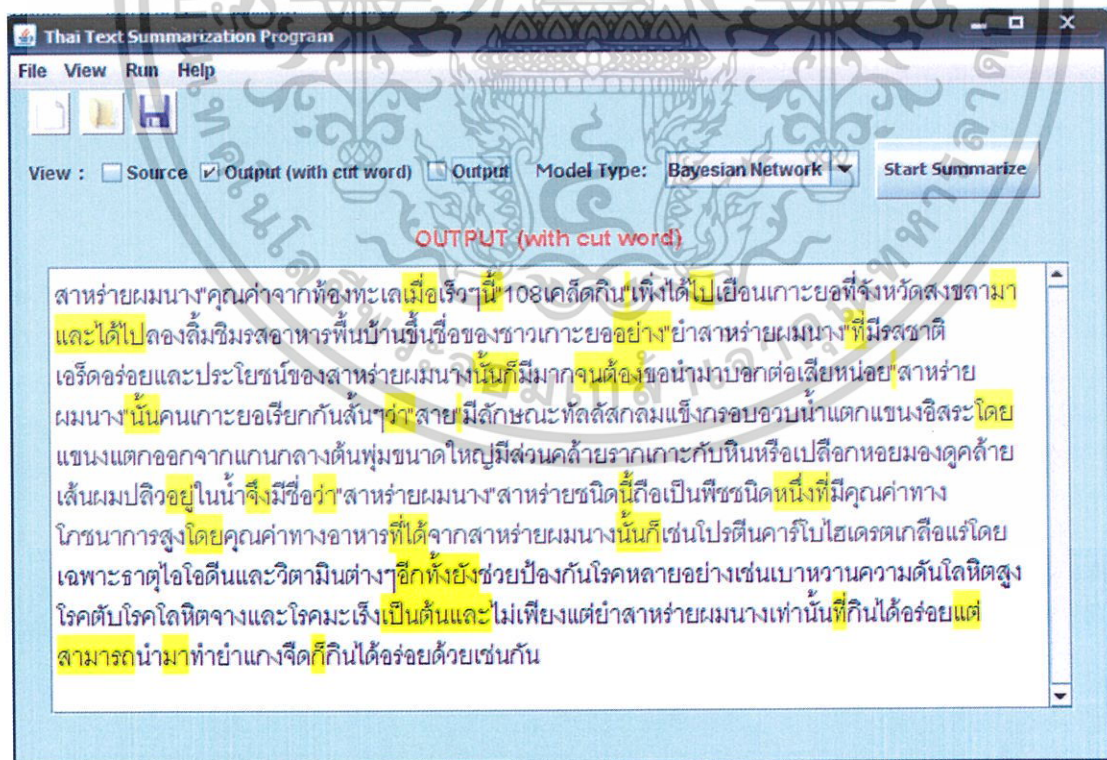 Thai Text Summarization Program
File View Run Help
View : Source Output (with cut word) Output Model Type: Bayesian Network Start Summarize
OUTPUT (with cut word)
สาหร่ายผมนาง"คุณค่าจากท้องทะเลเมื่อเร็วๆนี้"108เคล็ดกิน"เพิ่งได้ไปเยือนเกาะยอที่จังหวัดสงขลามา
และได้ไปลองลิ้มชิมรสอาหารพื้นบ้านขึ้นชื่อของชาวเกาะยออย่าง"ยำสาหร่ายผมนาง"ที่มีรสชาติ
เอร็ดอร่อยและประโยชน์ของสาหร่ายผมนางนั้นก็มีมากจนต้องขอนำมาบอกต่อเสียหน่อย"สาหร่าย
ผมนาง"นั้นคนเกาะยอเรียกกันสั้นๆว่า"สาย"มีลักษณะทัลลัสกลมแข็งกรอบอวบน้ำแตกแขนงอิสระโดย
แขนงแตกออกจากแกนกลางต้นพุ่มขนาดใหญ่มีส่วนคล้ายรากเกาะกับหินหรือเปลือกหอยมองดูคล้าย
เส้นผมปลิวอยู่ในน้ำจึงมีชื่อว่า"สาหร่ายผมนาง"สาหร่ายชนิดนี้ถือเป็นพืชชนิดหนึ่งที่มีคุณค่าทาง
โภชนาการสูงโดยคุณค่าทางอาหารที่ได้จากสาหร่ายผมนางนั้นก็เช่นโปรตีนคาร์โบไฮเดรตเกลือแร่โดย
เฉพาะธาตุไอโอดีนและวิตามินต่างๆอีกทั้งยังช่วยป้องกันโรคหลายอย่างเช่นเบาหวานความดันโลหิตสูง
โรคตับโรคโลหิตจางและโรคมะเร็งเป็นต้นและไม่เพียงแต่ยำสาหร่ายผมนางเท่านั้นที่กินได้อร่อยแต่
สามารถนำมาทำยำแกงจืดก็กินได้อร่อยด้วยเช่นกัน